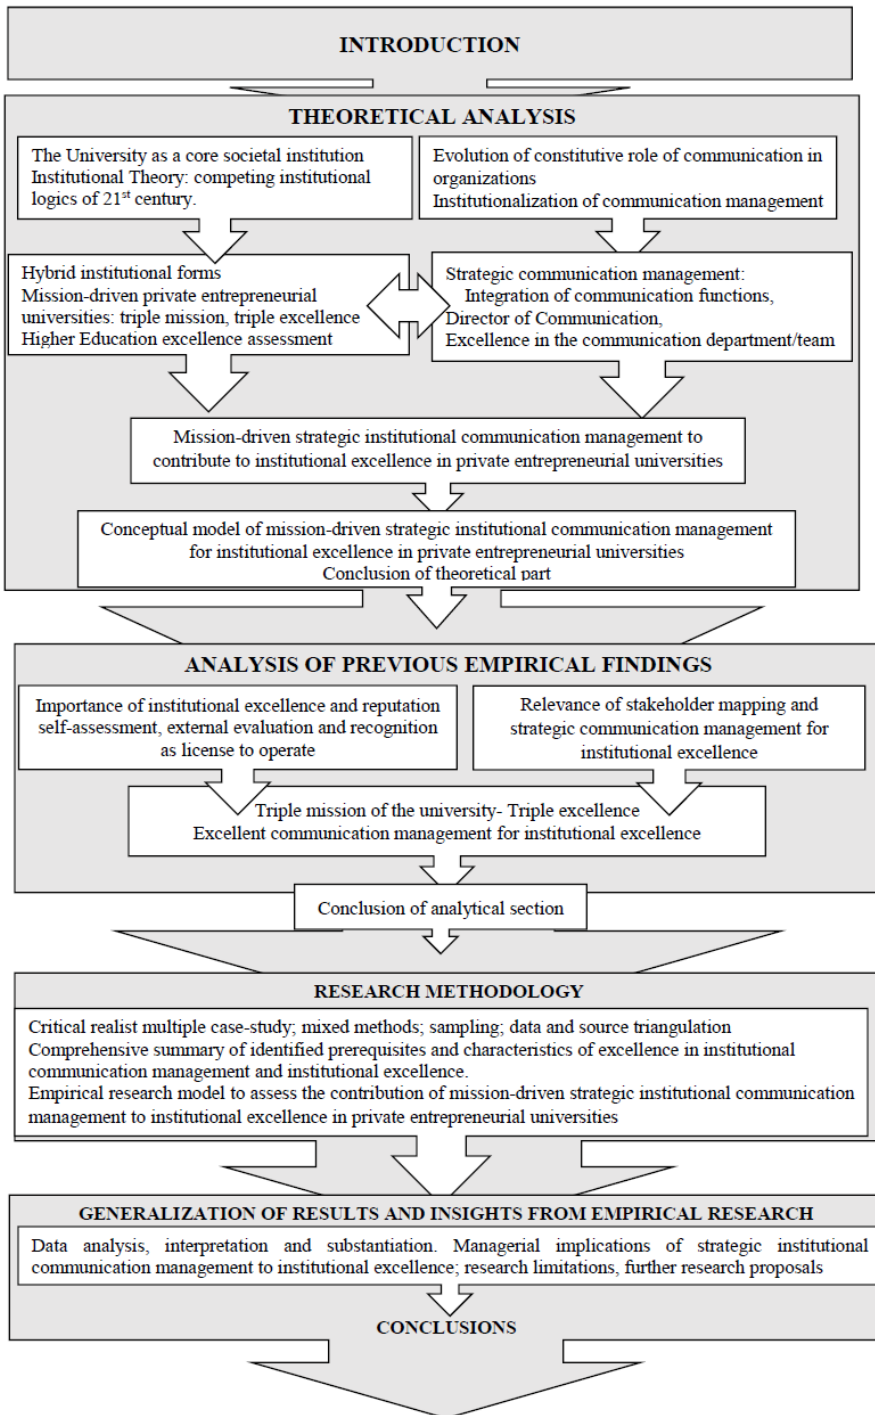 INTRODUCTION
THEORETICAL ANALYSIS
The University as a core societal institution
Institutional Theory: competing institutional
logics of 21st century.
Evolution of constitutive role of communication in
organizations
Institutionalization of communication management
Hybrid institutional forms
Mission-driven private entrepreneurial
universities: triple mission, triple excellence
Higher Education excellence assessment
Strategic communication management:
Integration of communication functions,
Director of Communication,
Excellence in the communication department/team
Mission-driven strategic institutional communication management to
contribute to institutional excellence in private entrepreneurial universities
Conceptual model of mission-driven strategic institutional communication management
for institutional excellence in private entrepreneurial universities
Conclusion of theoretical part
ANALYSIS OF PREVIOUS EMPIRICAL FINDINGS
Importance of institutional excellence and reputation
self-assessment, external evaluation and recognition
as license to operate
Relevance of stakeholder mapping and
strategic communication management for
institutional excellence
Triple mission of the university- Triple excellence
Excellent communication management for institutional excellence
Conclusion of analytical section
RESEARCH METHODOLOGY
Critical realist multiple case-study; mixed methods; sampling; data and source triangulation
Comprehensive summary of identified prerequisites and characteristics of excellence in institutional
communication management and institutional excellence.
Empirical research model to assess the contribution of mission-driven strategic institutional communication
management to institutional excellence in private entrepreneurial universities
GENERALIZATION OF RESULTS AND INSIGHTS FROM EMPIRICAL RESEARCH
Data analysis, interpretation and substantiation. Managerial implications of strategic institutional
communication management to institutional excellence; research limitations, further research proposals
CONCLUSIONS